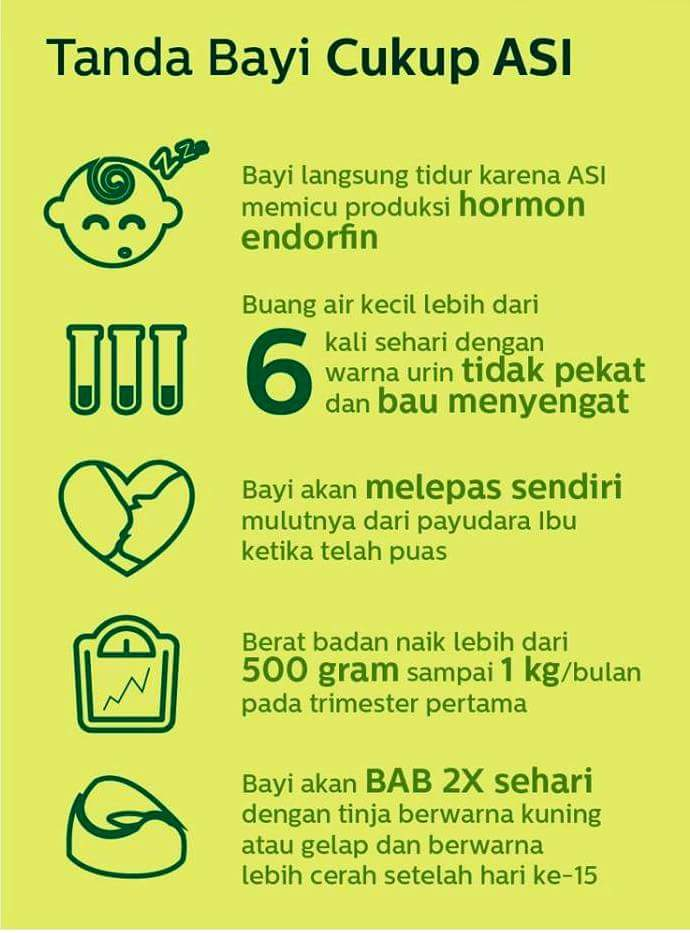 Tanda Bayi Cukup ASI
zzz
Bayi langsung tidur karena ASI
memicu produksi hormon
endorfin
Buang air kecil lebih dari
6 kali sehari dengan
warna urin tidak pekat
dan bau menyengat
Bayi akan melepas sendiri
mulutnya dari payudara Ibu
ketika telah puas
Berat badan naik lebih dari
500 gram sampai 1 kg/bulan
pada trimester pertama
Bayi akan BAB 2X sehari
dengan tinja berwarna kuning
atau gelap dan berwarna
lebih cerah setelah hari ke-15